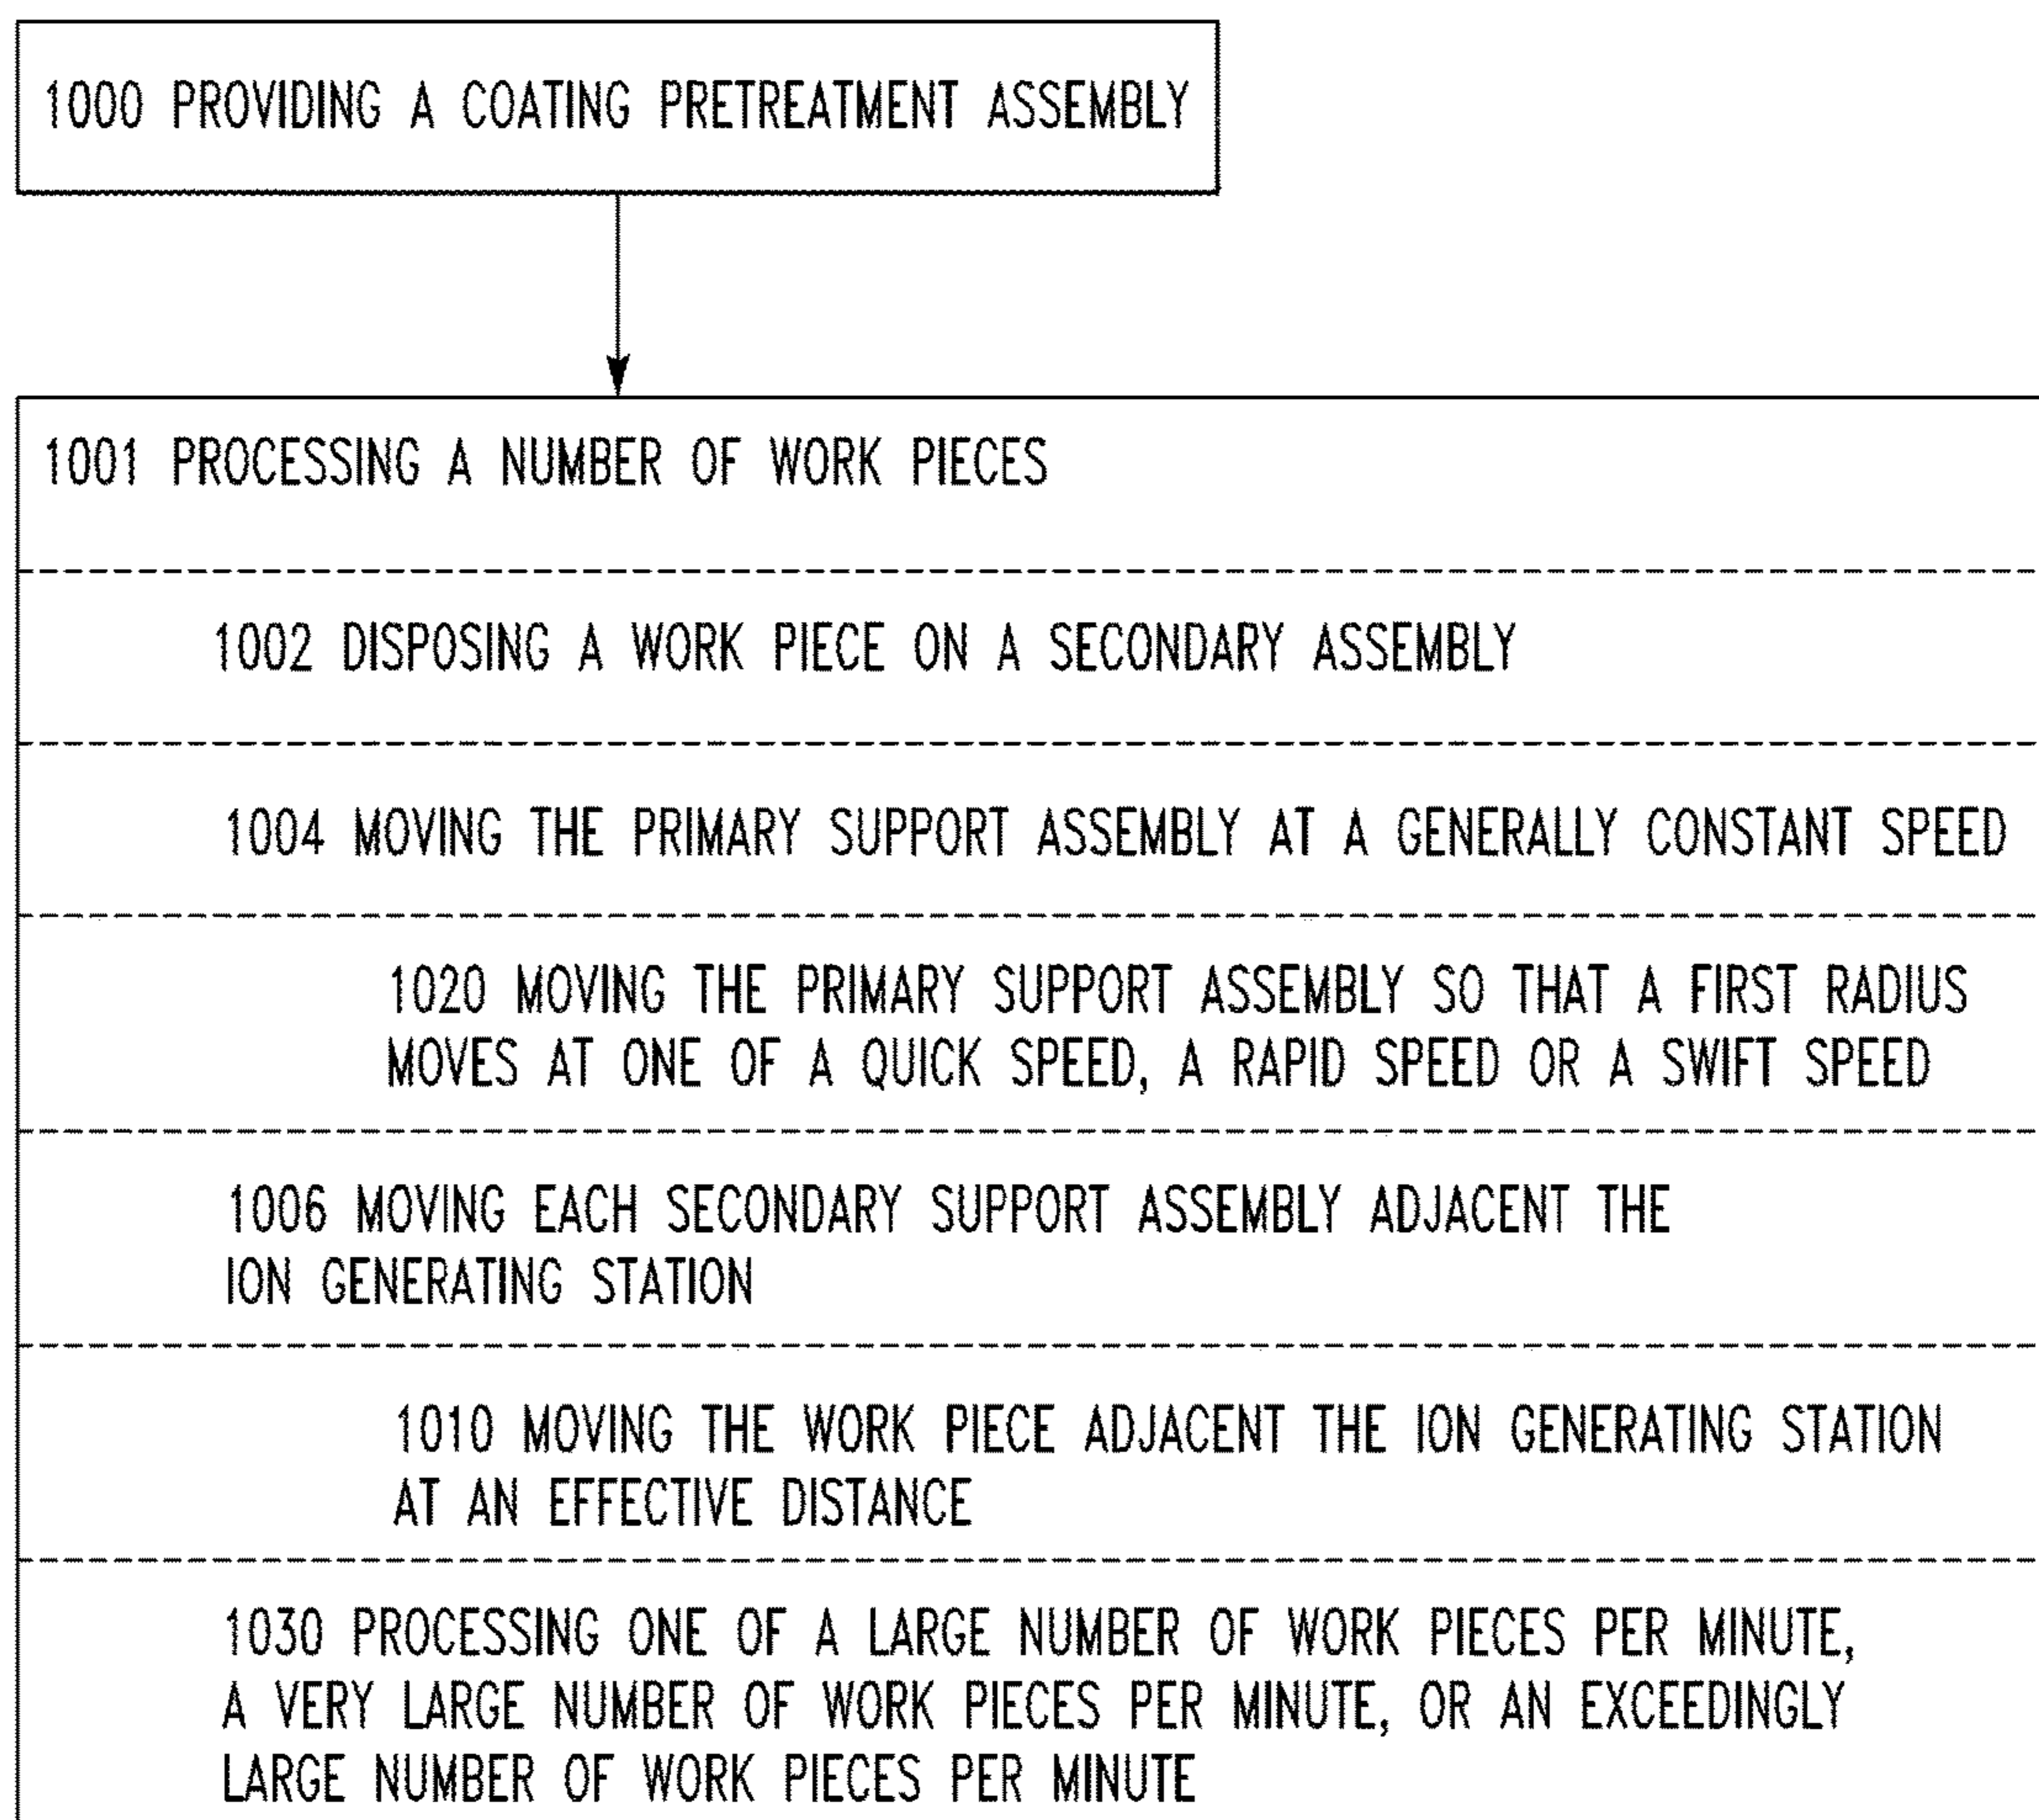 1000 PROVIDING A COATING PRETREATMENT ASSEMBLY
1001 PROCESSING A NUMBER OF WORK PIECES
1002 DISPOSING A WORK PIECE ON A SECONDARY ASSEMBLY
1004 MOVING THE PRIMARY SUPPORT ASSEMBLY AT A GENERALLY CONSTANT SPEED
1020 MOVING THE PRIMARY SUPPORT ASSEMBLY SO THAT A FIRST RADIUS
MOVES AT ONE OF A QUICK SPEED, A RAPID SPEED OR A SWIFT SPEED
1006 MOVING EACH SECONDARY SUPPORT ASSEMBLY ADJACENT THE
ION GENERATING STATION
1010 MOVING THE WORK PIECE ADJACENT THE ION GENERATING STATION
AT AN EFFECTIVE DISTANCE
1030 PROCESSING ONE OF A LARGE NUMBER OF WORK PIECES PER MINUTE,
A VERY LARGE NUMBER OF WORK PIECES PER MINUTE, OR AN EXCEEDINGLY
LARGE NUMBER OF WORK PIECES PER MINUTE